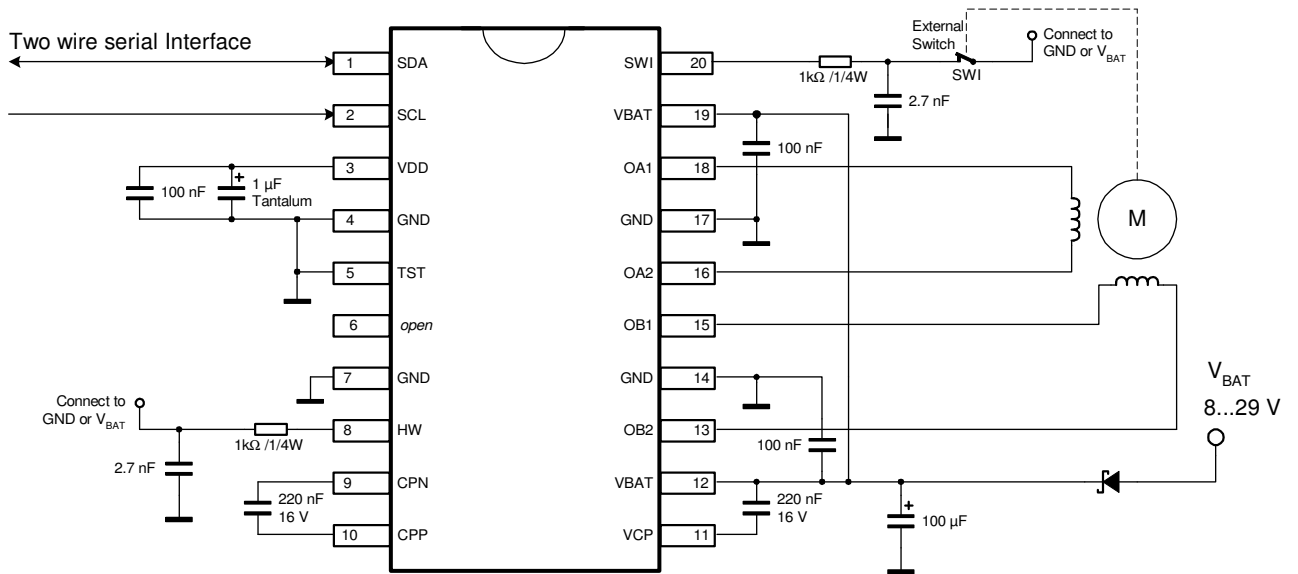 Two wire serial Interface
1 SDA
2 SCL
3 VDD
100 nF
1 µF
Tantalum
4 GND
5 TST
6 open
7 GND
Connect to
GND or VBAT
8 HW
1kΩ /1/4W
2.7 nF
9 CPN
220 nF
16 V
10 CPP
External
Switch
Connect to
GND or VBAT
SWI 20
1kΩ /1/4W
SWI
2.7 nF
VBAT 19
100 nF
OA1 18
GND 17
M
OA2 16
OB1 15
GND 14
VBAT
8...29 V
OB2 13
100 nF
VBAT 12
220 nF
16 V
100 µF
VCP 11